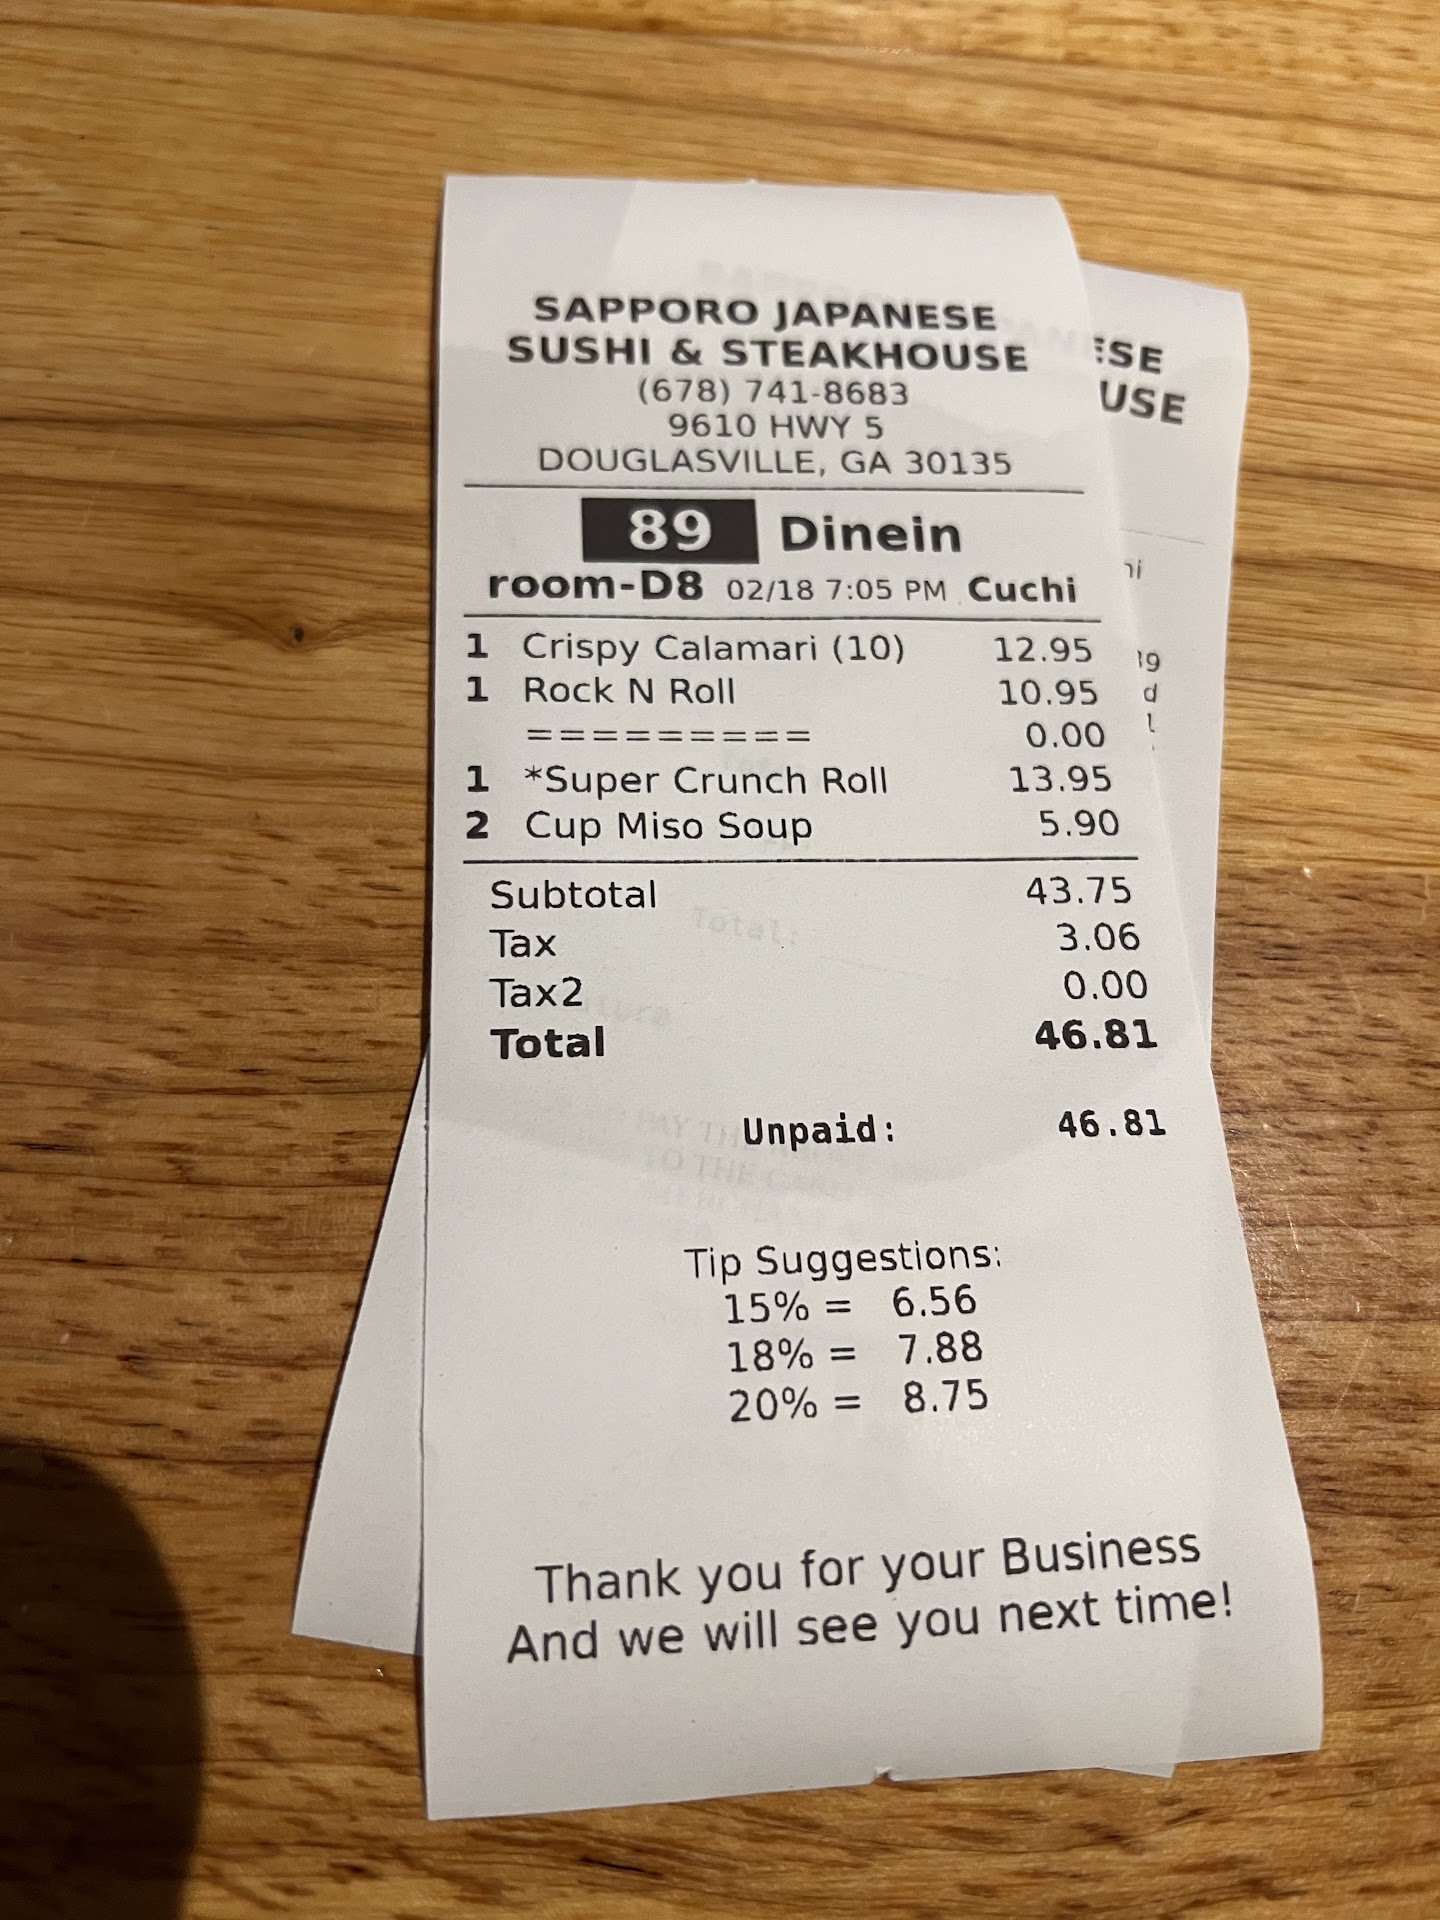 SAPPORO JAPANESE
SUSHI & STEAKHOUSE
(678) 741-8683
9610 HWY 5
DOUGLASVILLE, GA 30135
89 Dinein
room-D8 02/18 7:05 PM Cuchi
1 Crispy Calamari (10) 12.95
1 Rock N Roll 10.95
========= 0.00
1 *Super Crunch Roll 13.95
2 Cup Miso Soup 5.90
Subtotal 43.75
Tax 3.06
Tax2 0.00
Total 46.81
Unpaid: 46.81
Tip Suggestions:
15% = 6.56
18% = 7.88
20% = 8.75
Thank you for your Business
And we will see you next time!
ESE
USE
Total: